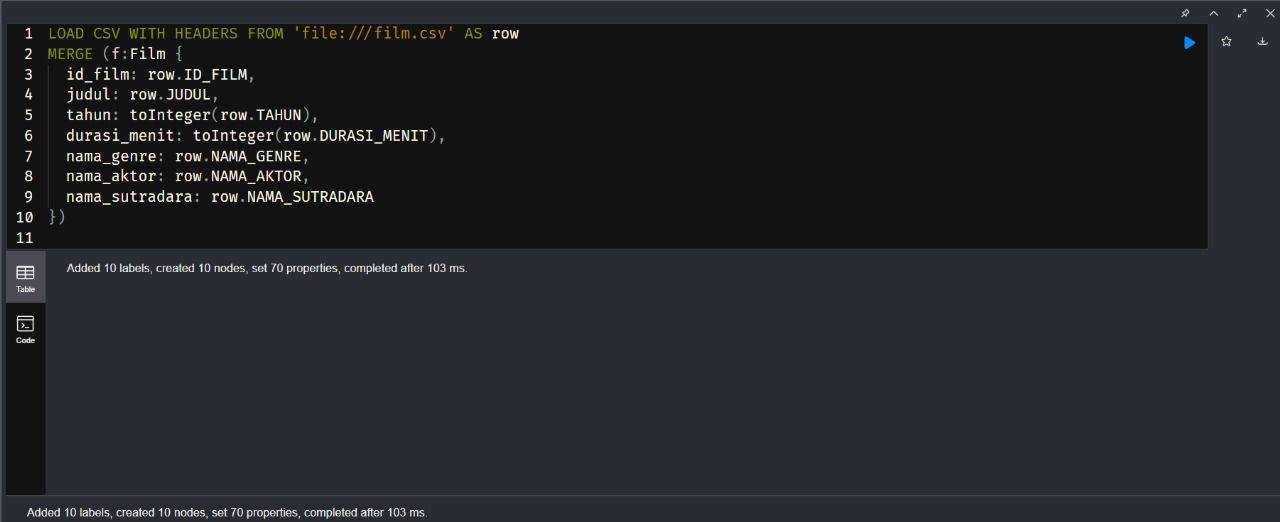 1 LOAD CSV WITH HEADERS FROM 'file:///film.csv' AS row
2 MERGE (f:Film {
3 id_film: row.ID_FILM,
4 judul: row.JUDUL,
5 tahun: toInteger(row.TAHUN),
6 durasi_menit: toInteger(row.DURASI_MENIT),
7 nama_genre: row.NAMA_GENRE,
8 nama_aktor: row.NAMA_AKTOR,
9 nama_sutradara: row.NAMA_SUTRADARA
10 })
11
Table
Added 10 labels, created 10 nodes, set 70 properties, completed after 103 ms.
Code
Added 10 labels, created 10 nodes, set 70 properties, completed after 103 ms.